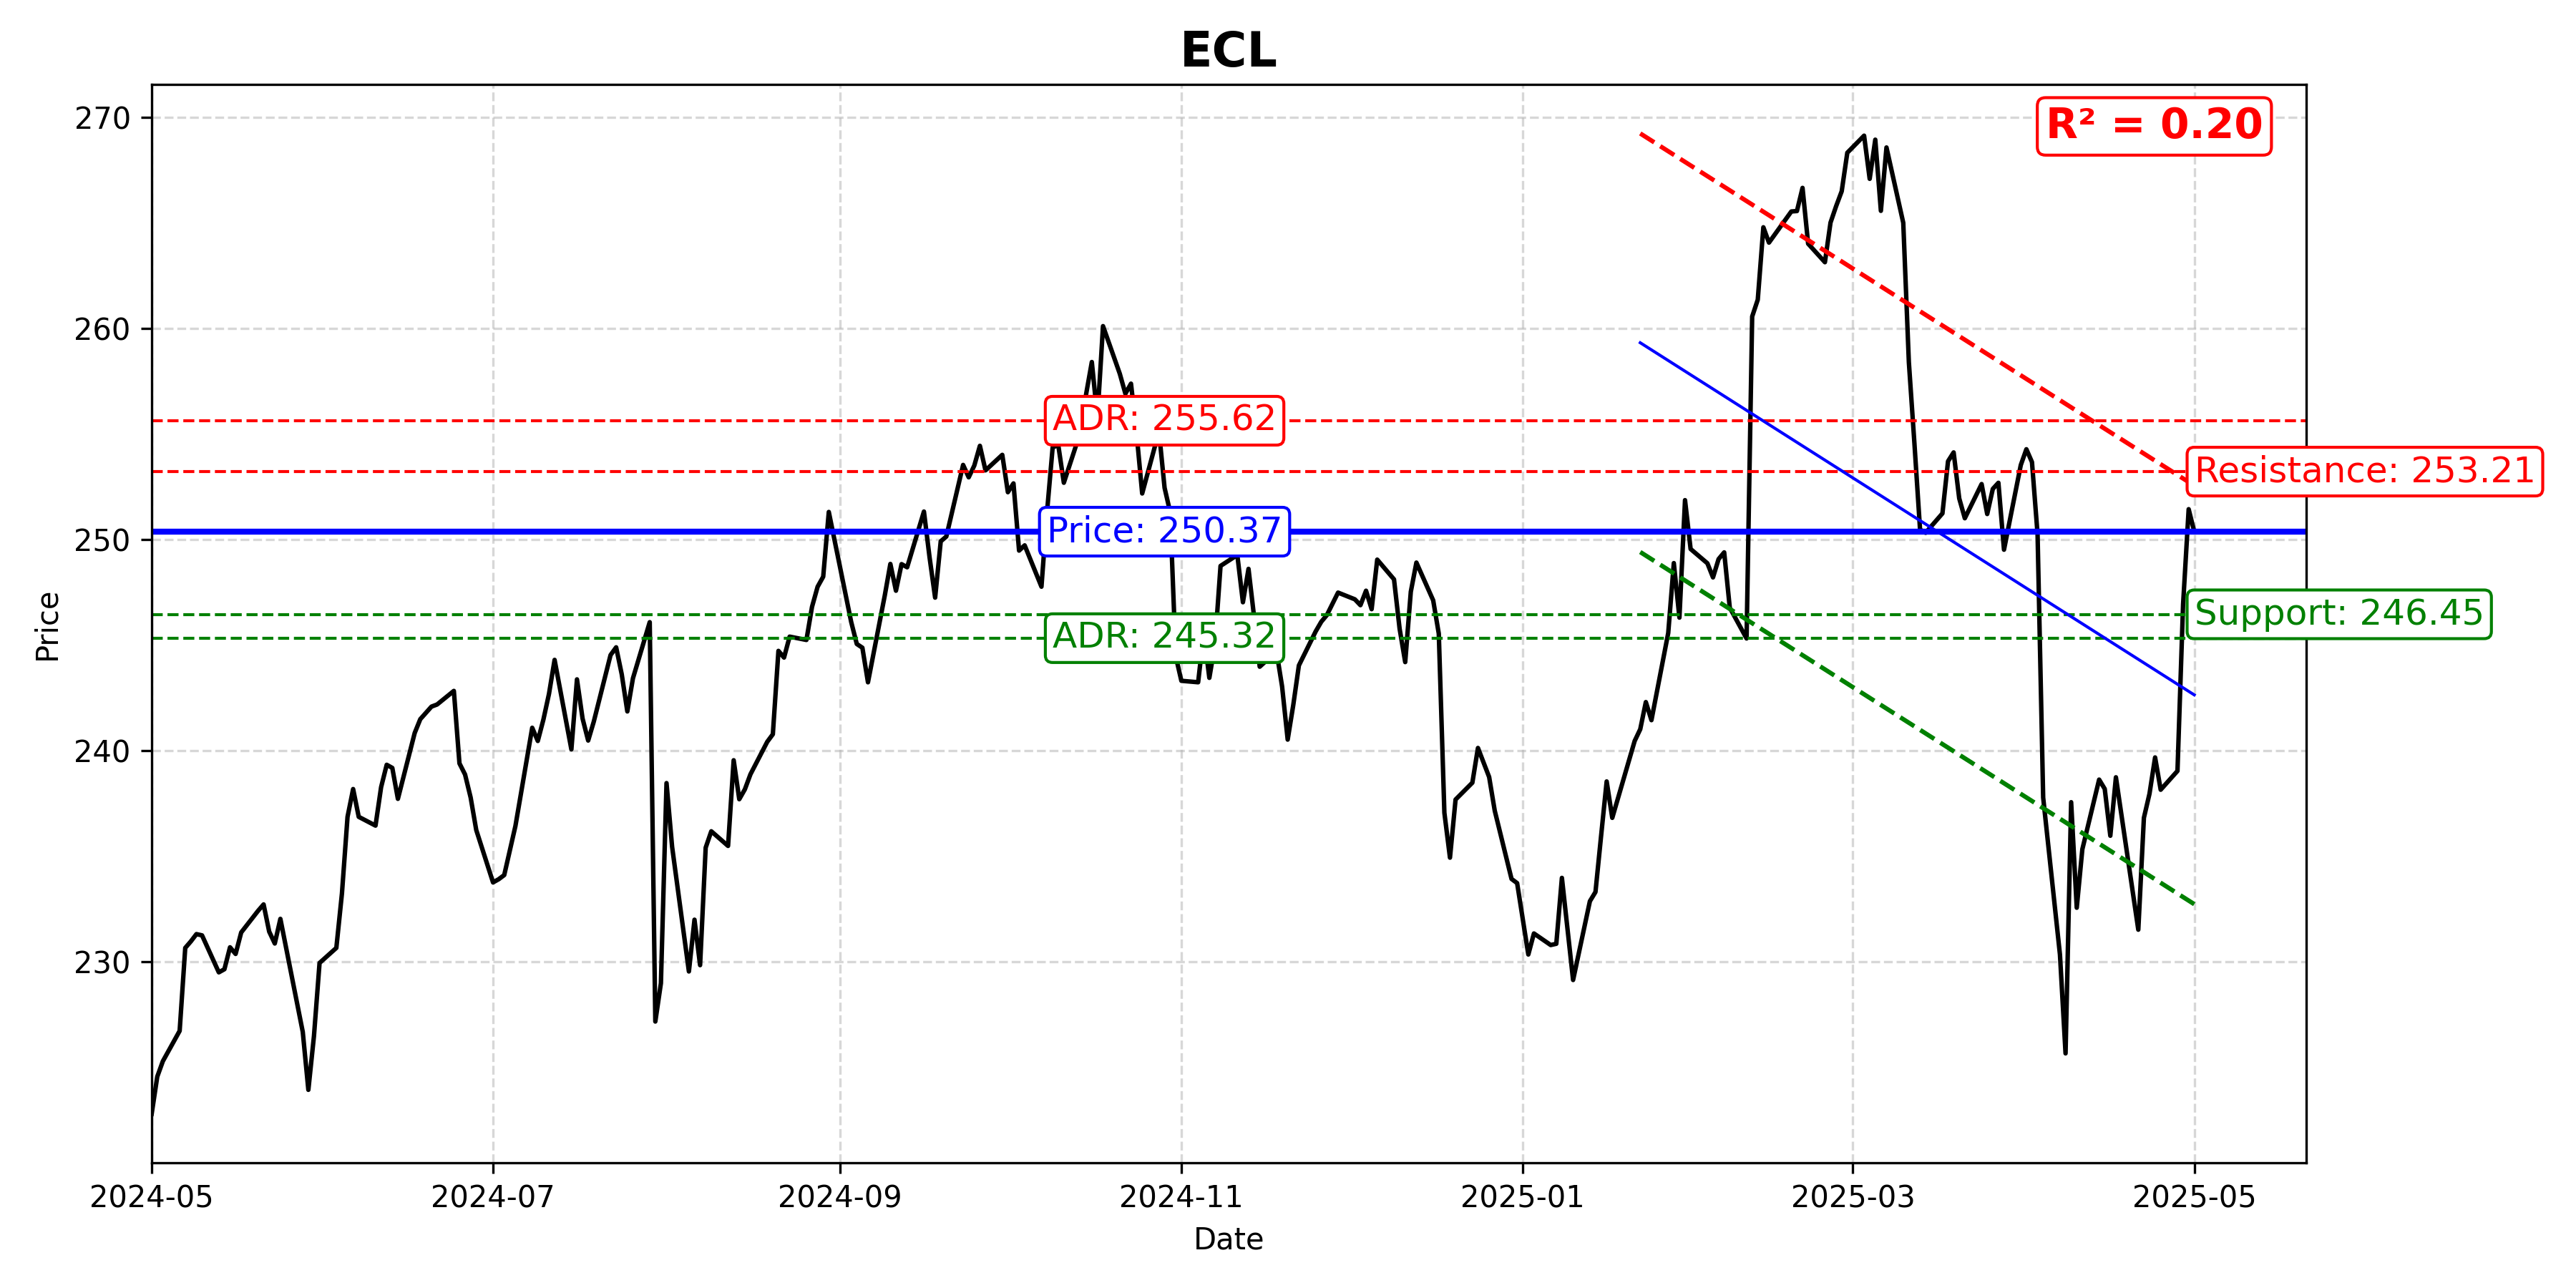 ECL
R² = 0.20
270
260
250
240
230
Price
ADR: 255.62
Resistance: 253.21
Price: 250.37
Support: 246.45
ADR: 245.32
2024-05
2024-07
2024-09
2024-11
2025-01
2025-03
2025-05
Date